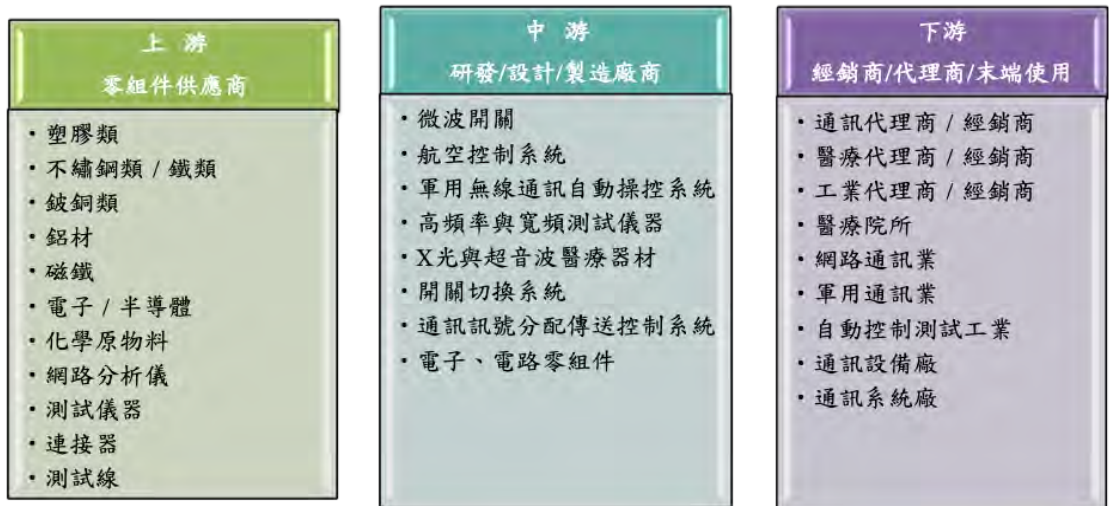 上 游
零組件供應商
・塑膠類
・不繡鋼類 / 鐵類
・鈹銅類
・鋁材
・磁鐵
・電子 / 半導體
・化學原物料
・網路分析儀
・測試儀器
・連接器
・測試線
中 游
研發/設計/製造廠商
・微波開關
・航空控制系統
・軍用無線通訊自動操控系統
・高頻率與寬頻測試儀器
・X光與超音波醫療器材
・開關切換系統
・通訊訊號分配傳送控制系統
・電子、電路零組件
下游
經銷商/代理商/末端使用
・通訊代理商 / 經銷商
・醫療代理商 / 經銷商
・工業代理商 / 經銷商
・醫療院所
・網路通訊業
・軍用通訊業
・自動控制測試工業
・通訊設備廠
・通訊系統廠